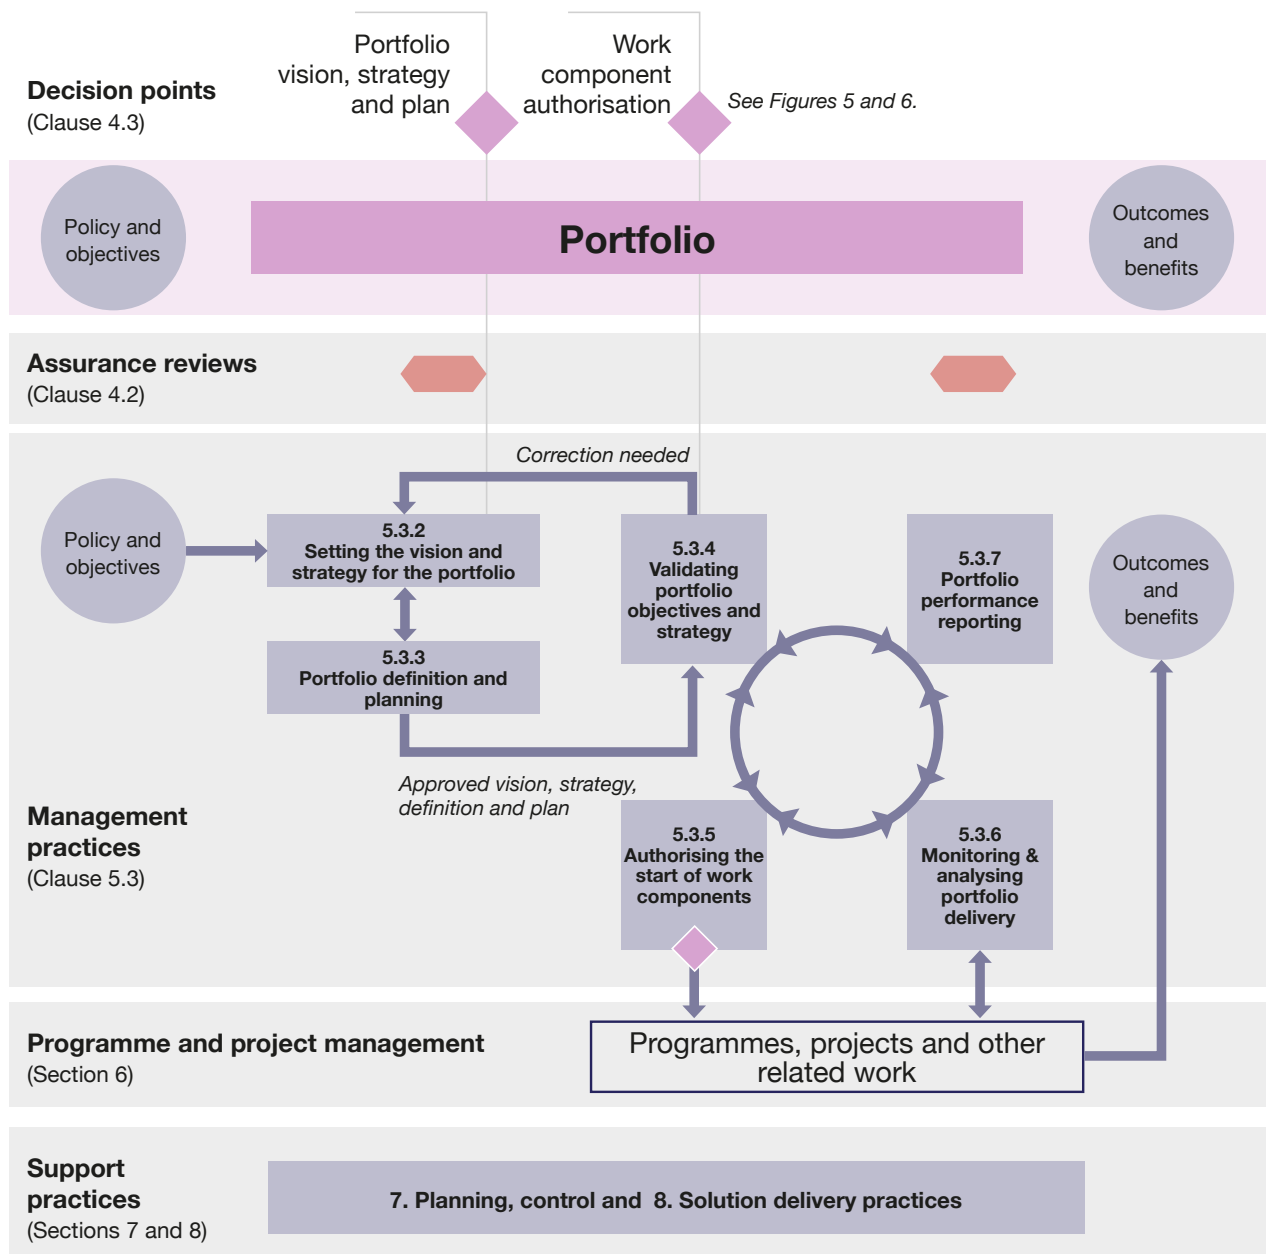 Portfolio
vision, strategy
and plan
Work
component
authorisation
See Figures 5 and 6.
Decision points
(Clause 4.3)
Policy and
objectives
Portfolio
Outcomes
and
benefits
Assurance reviews
(Clause 4.2)
Correction needed
Policy and
objectives
5.3.2
Setting the vision and
strategy for the portfolio
5.3.4
Validating
portfolio
objectives and
strategy
5.3.7
Portfolio
performance
reporting
Outcomes
and
benefits
5.3.3
Portfolio definition and
planning
Approved vision, strategy,
definition and plan
Management
practices
(Clause 5.3)
5.3.5
Authorising the
start of work
components
5.3.6
Monitoring &
analysing
portfolio
delivery
Programme and project management
(Section 6)
Programmes, projects and other
related work
Support
practices
(Sections 7 and 8)
7. Planning, control and 8. Solution delivery practices